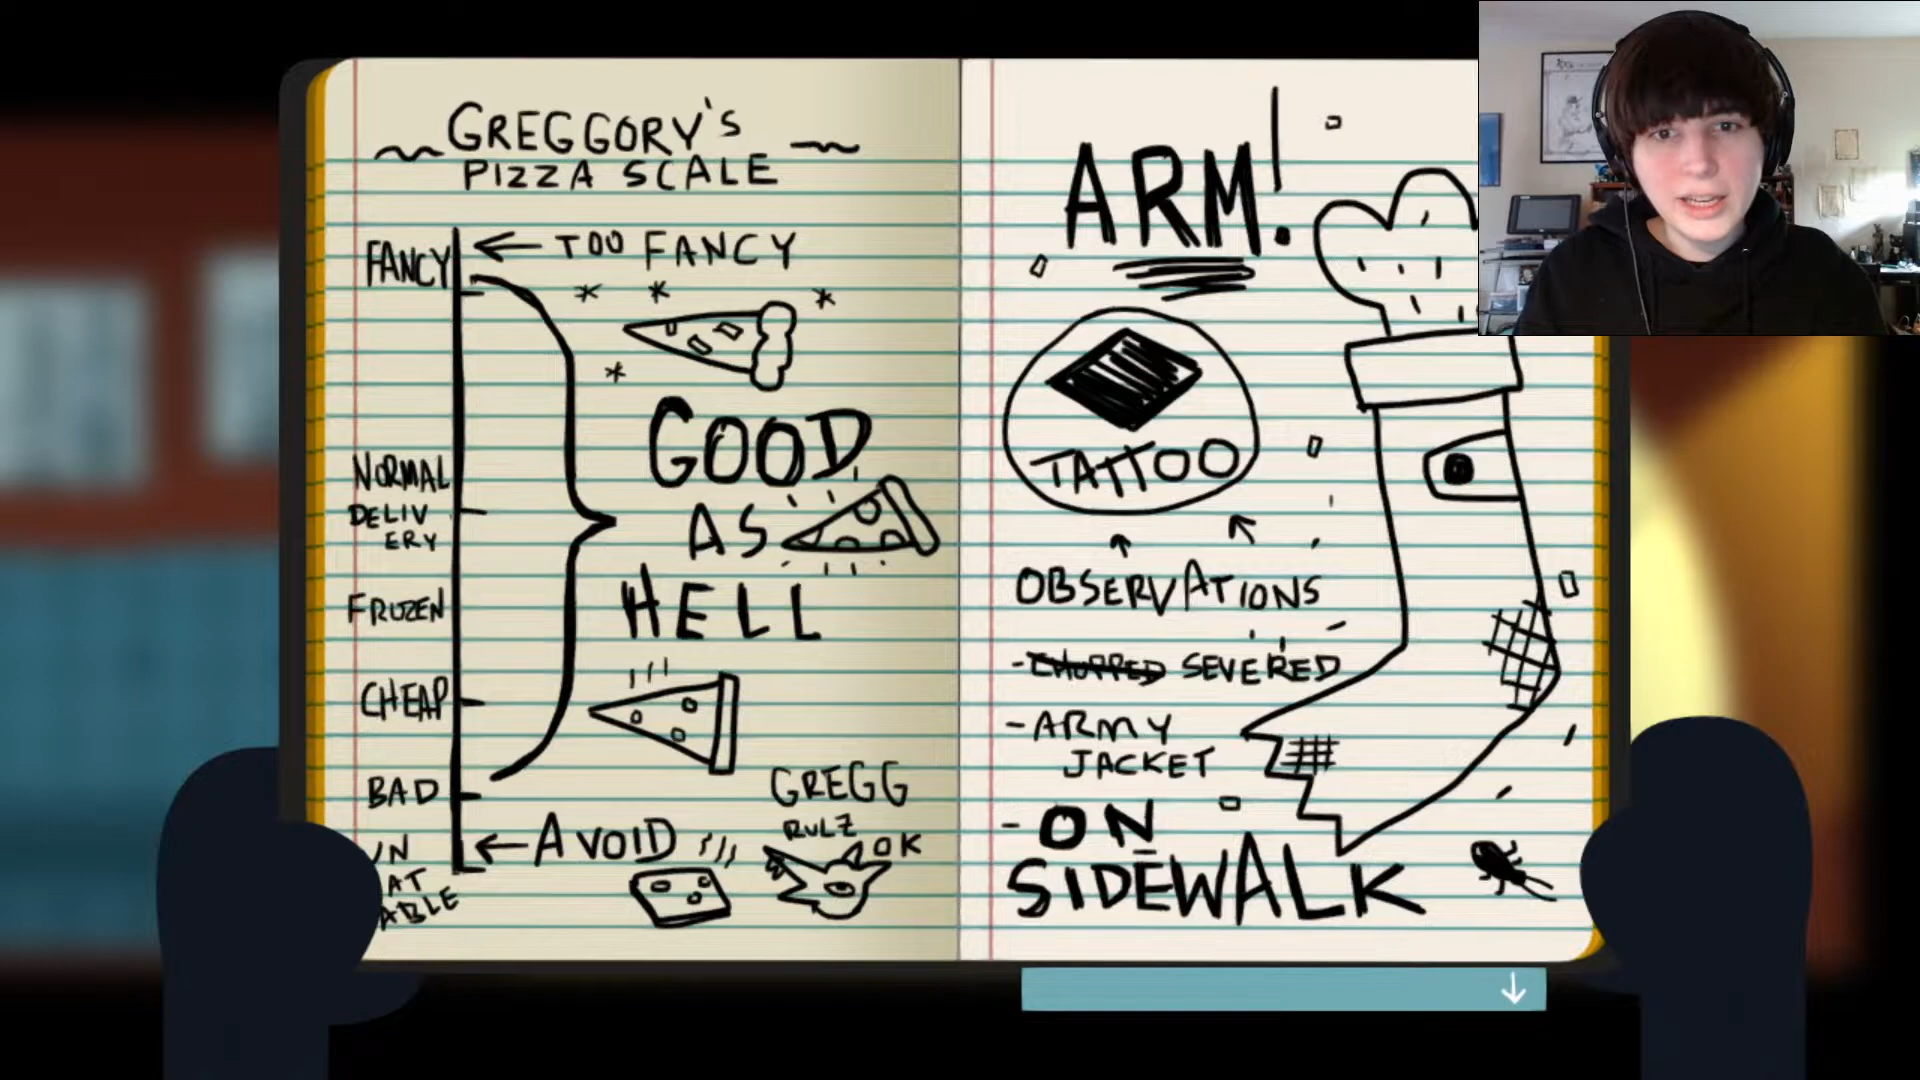 GREGGORY'S
PIZZA SCALE
FANCY
TOO FANCY
GOOD
AS
HELL
NORMAL
DELIV
ERY
FROZEN
CHEAP
BAD
AVOID
GREGG
RULZ
OK
ARM!
TATTOO
OBSERVATIONS
- CHOPPED SEVERED
- ARMY
JACKET
- ON
SIDEWALK